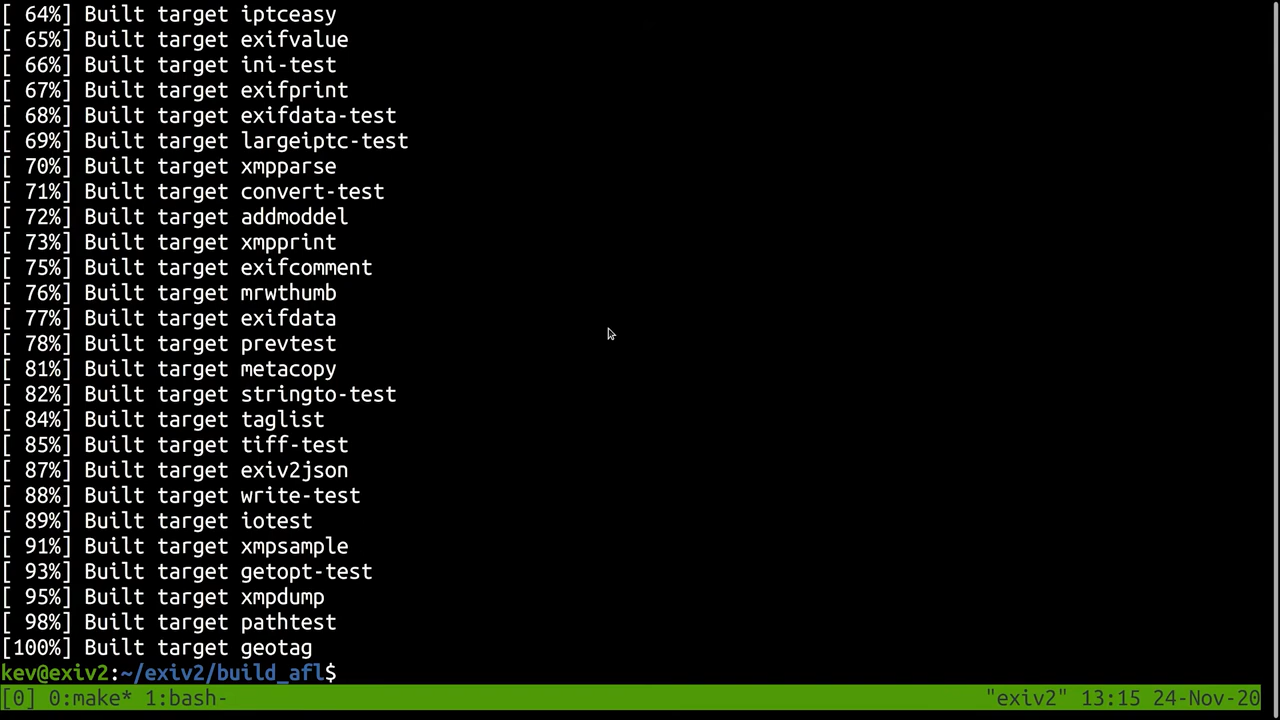 [ 64%] Built target iptceasy
[ 65%] Built target exifvalue
[ 66%] Built target ini-test
[ 67%] Built target exifprint
[ 68%] Built target exifdata-test
[ 69%] Built target largeiptc-test
[ 70%] Built target xmpparse
[ 71%] Built target convert-test
[ 72%] Built target addmoddel
[ 73%] Built target xmpprint
[ 75%] Built target exifcomment
[ 76%] Built target mrwthumb
[ 77%] Built target exifdata
[ 78%] Built target prevtest
[ 81%] Built target metacopy
[ 82%] Built target stringto-test
[ 84%] Built target taglist
[ 85%] Built target tiff-test
[ 87%] Built target exiv2json
[ 88%] Built target write-test
[ 89%] Built target iotest
[ 91%] Built target xmpsample
[ 93%] Built target getopt-test
[ 95%] Built target xmpdump
[ 98%] Built target pathtest
[100%] Built target geotag
kev@exiv2:~/exiv2/build_afl$
[0] 0:make* 1:bash- "exiv2" 13:15 24-Nov-20